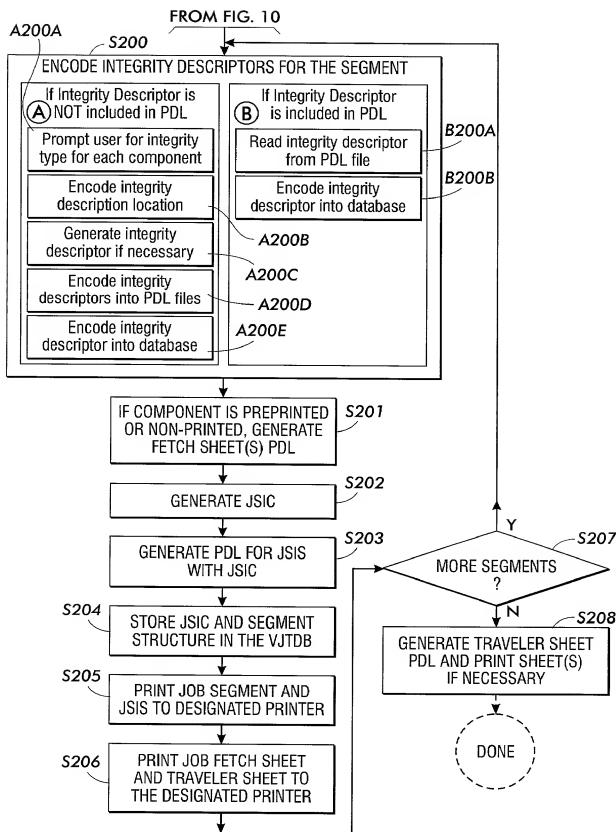 FROM FIG. 10
A200A
S200
ENCODE INTEGRITY DESCRIPTORS FOR THE SEGMENT
If Integrity Descriptor is
A NOT included in PDL
Prompt user for integrity
type for each component
Encode integrity
description location
A200B
Generate integrity
descriptor if necessary
A200C
Encode integrity
descriptors into PDL files
A200D
Encode integrity
descriptor into database
A200E
If Integrity Descriptor
B is included in PDL
Read integrity descriptor
from PDL file
B200A
Encode integrity
descriptor into database
B200B
IF COMPONENT IS PREPRINTED
OR NON-PRINTED, GENERATE
FETCH SHEET(S) PDL
S201
GENERATE JSIC
S202
GENERATE PDL FOR JSIS
WITH JSIC
S203
S204
STORE JSIC AND SEGMENT
STRUCTURE IN THE VJTDB
S205
PRINT JOB SEGMENT AND
JSIS TO DESIGNATED PRINTER
S206
PRINT JOB FETCH SHEET
AND TRAVELER SHEET TO
THE DESIGNATED PRINTER
Y
S207
MORE SEGMENTS
?
N
S208
GENERATE TRAVELER SHEET
PDL AND PRINT SHEET(S)
IF NECESSARY
DONE